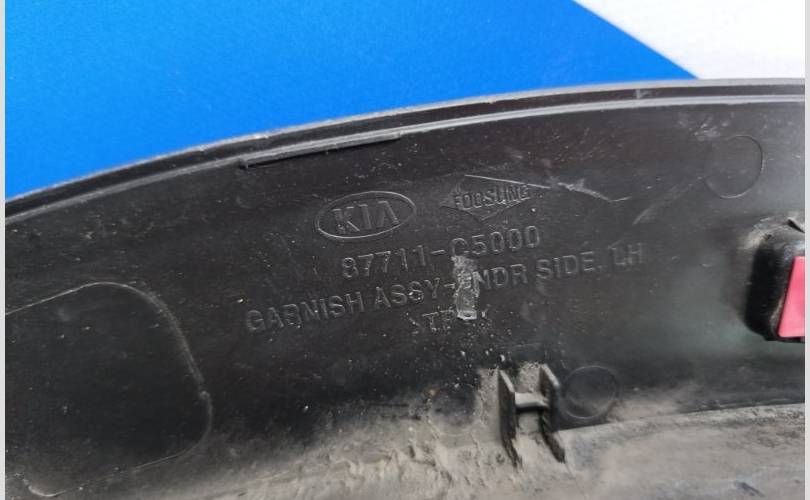 KIA FOOSUNG
87711-C5000
GARNISH ASSY-FNDR SIDE, LH